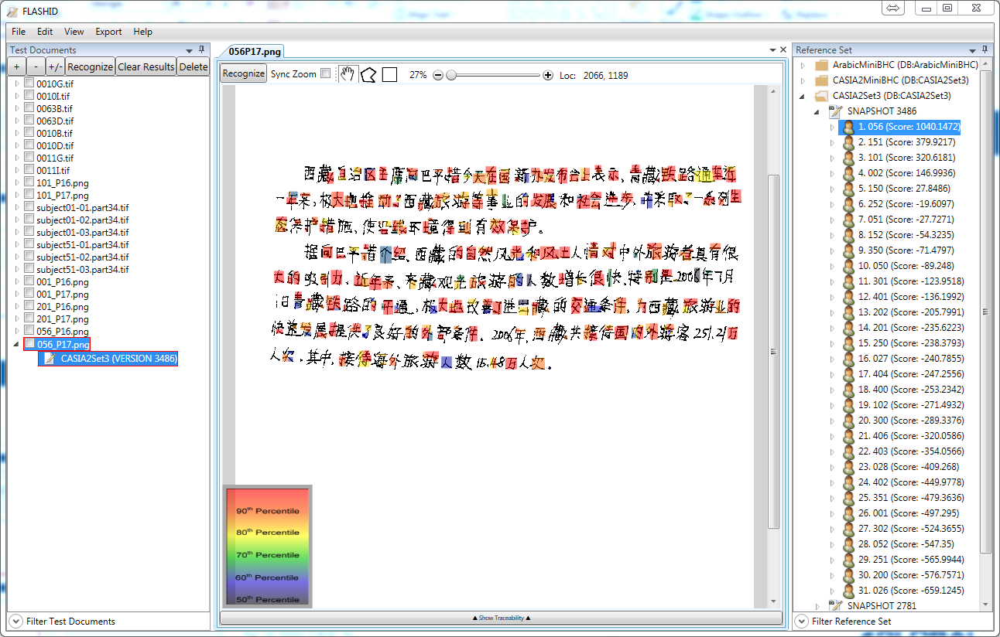 FLASHID
File Edit View Export Help
Test Documents
+ - +/- Recognize Clear Results Delete
0010G.tif
0010I.tif
0063B.tif
0063D.tif
0010B.tif
0010D.tif
0011G.tif
0011I.tif
101_P16.png
101_P17.png
subject01-01.part34.tif
subject01-02.part34.tif
subject01-03.part34.tif
subject51-01.part34.tif
subject51-02.part34.tif
subject51-03.part34.tif
001_P16.png
001_P17.png
201_P16.png
201_P17.png
056_P16.png
056_P17.png
CASIA2Set3 (VERSION 3486)
Filter Test Documents
056P17.png
Recognize Sync Zoom 27% Loc: 2066, 1189
西藏自治区主席向巴平措今天在国新办发布会上表示，青藏铁路通车近
一年来，极大地推动了西藏旅游等事业的发展和社会进步，并采取了一系列生
态保护措施，使沿线环境得到有效保护。
据向巴平措介绍，西藏的自然风光和风土人情对中外旅游者具有很
大的吸引力，近年来，来藏观光旅游的人数增长很快，特别是2006年7月
1日青藏铁路的开通，极大地改善了进出藏的交通条件，为西藏旅游业的
快速发展提供了良好的外部条件。2006年，西藏共接待国内外游客251.21万
人次，其中，接待海外旅游人数15.48万人次。
90th Percentile
80th Percentile
70th Percentile
60th Percentile
50th Percentile
▲ Show Traceability ▲
Reference Set
ArabicMiniBHC (DB:ArabicMiniBHC)
CASIA2MiniBHC (DB:CASIA2Set3)
CASIA2Set3 (DB:CASIA2Set3)
SNAPSHOT 3486
1. 056 (Score: 1040.1472)
2. 151 (Score: 379.9217)
3. 101 (Score: 320.6181)
4. 002 (Score: 146.9936)
5. 150 (Score: 27.8486)
6. 252 (Score: -19.6097)
7. 051 (Score: -27.7271)
8. 152 (Score: -54.3235)
9. 350 (Score: -71.4797)
10. 050 (Score: -89.248)
11. 301 (Score: -123.9518)
12. 401 (Score: -136.1992)
13. 202 (Score: -205.7991)
14. 201 (Score: -235.6223)
15. 250 (Score: -238.3793)
16. 027 (Score: -240.7855)
17. 404 (Score: -247.2556)
18. 400 (Score: -253.2342)
19. 102 (Score: -271.4932)
20. 300 (Score: -289.3376)
21. 406 (Score: -320.0586)
22. 403 (Score: -354.0566)
23. 028 (Score: -409.268)
24. 402 (Score: -449.9778)
25. 351 (Score: -479.3636)
26. 001 (Score: -497.295)
27. 302 (Score: -524.3655)
28. 052 (Score: -547.35)
29. 251 (Score: -565.9944)
30. 200 (Score: -576.7571)
31. 026 (Score: -659.1245)
SNAPSHOT 2781
Filter Reference Set